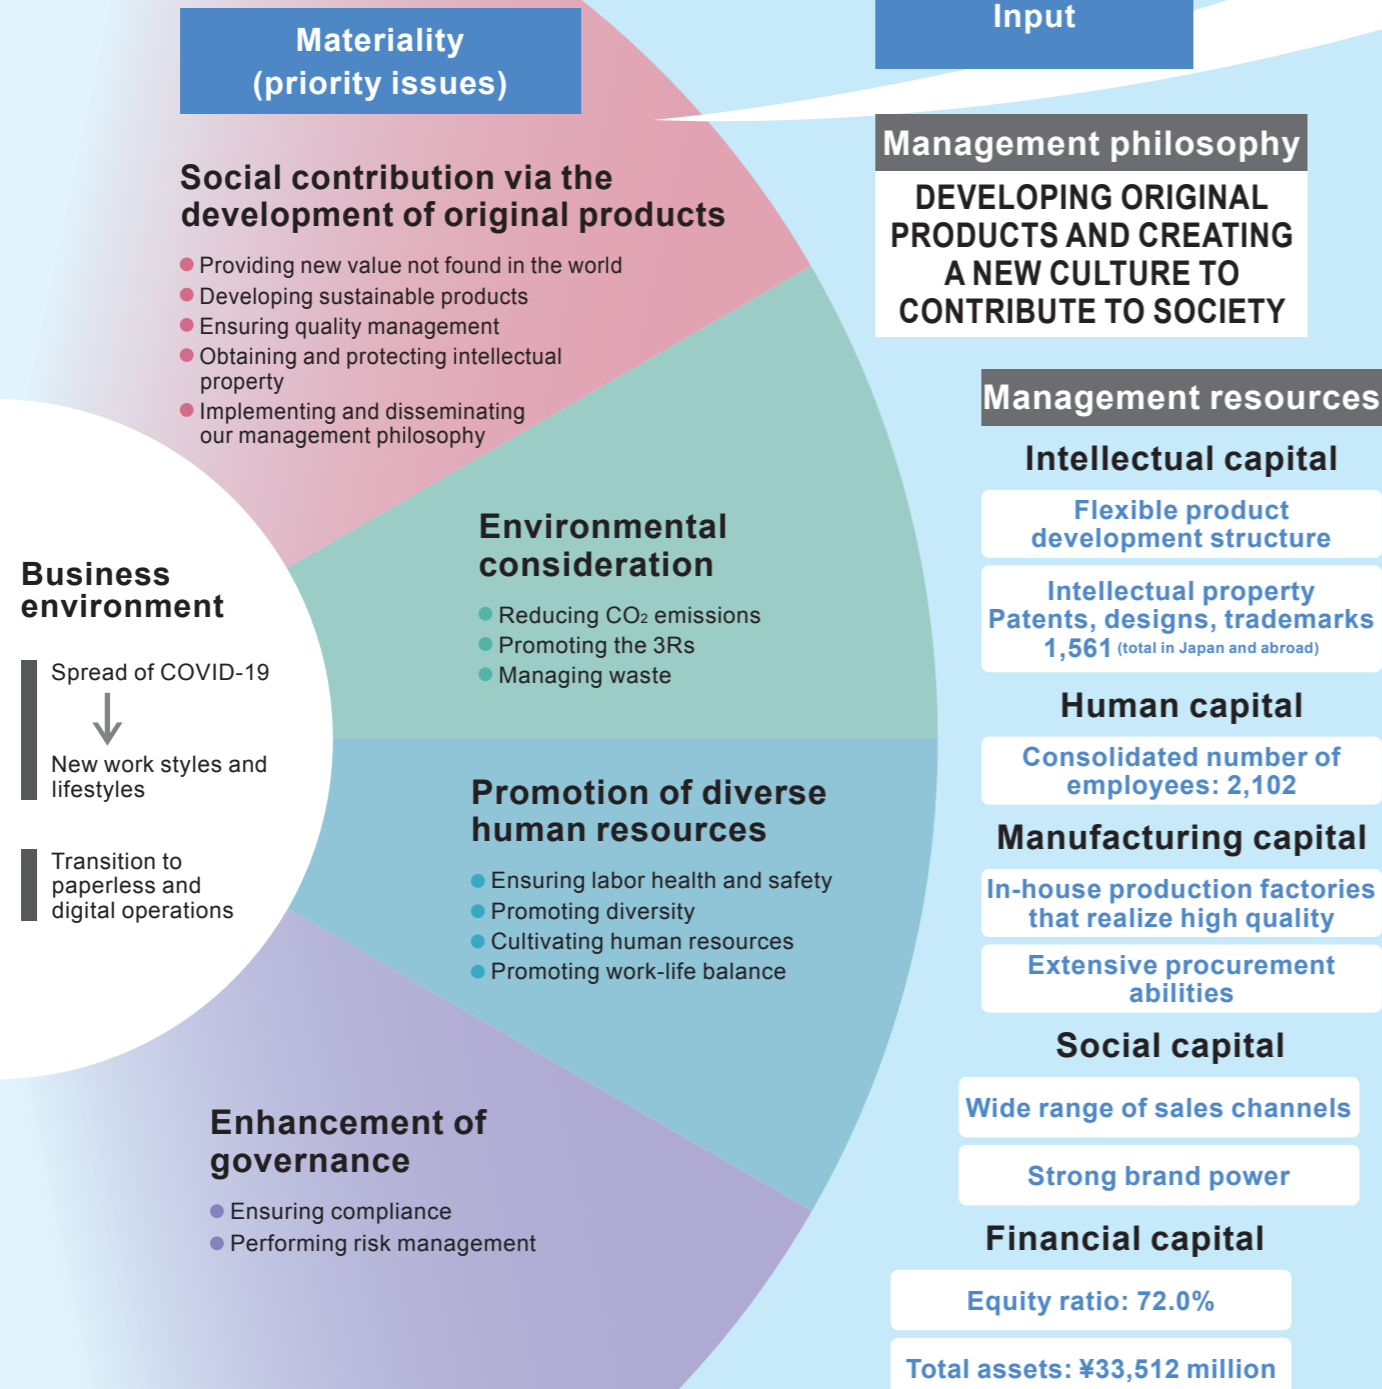 Materiality
(priority issues)
Social contribution via the
development of original products
Providing new value not found in the world
Developing sustainable products
Ensuring quality management
Obtaining and protecting intellectual
property
Implementing and disseminating
our management philosophy
Environmental
consideration
Reducing CO₂ emissions
Promoting the 3Rs
Managing waste
Business
environment
Spread of COVID-19
New work styles and
lifestyles
Transition to
paperless and
digital operations
Promotion of diverse
human resources
Ensuring labor health and safety
Promoting diversity
Cultivating human resources
Promoting work-life balance
Enhancement of
governance
Ensuring compliance
Performing risk management
Input
Management philosophy
DEVELOPING ORIGINAL
PRODUCTS AND CREATING
A NEW CULTURE TO
CONTRIBUTE TO SOCIETY
Management resources
Intellectual capital
Flexible product
development structure
Intellectual property
Patents, designs, trademarks
1,561 (total in Japan and abroad)
Human capital
Consolidated number of
employees: 2,102
Manufacturing capital
In-house production factories
that realize high quality
Extensive procurement
abilities
Social capital
Wide range of sales channels
Strong brand power
Financial capital
Equity ratio: 72.0%
Total assets: ¥33,512 million